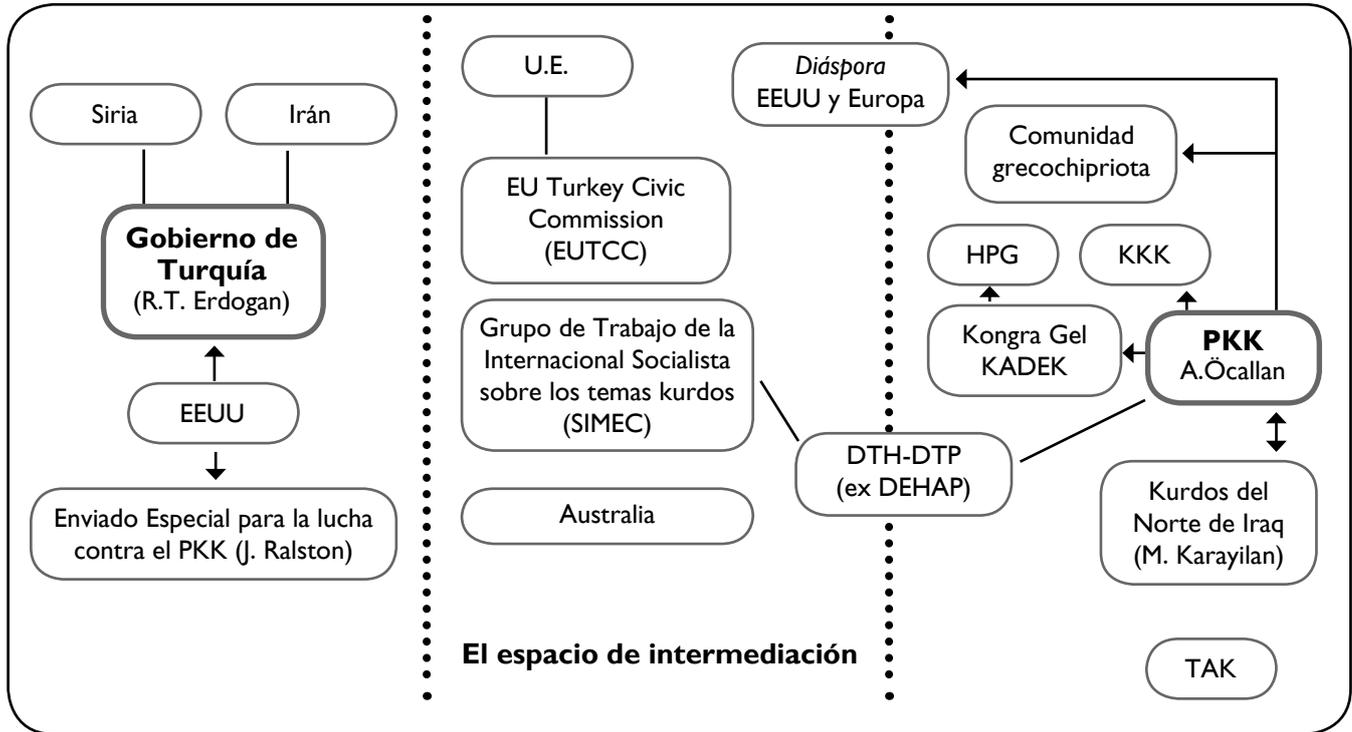 Siria
Irán
Gobierno de
Turquía
(R.T. Erdogan)
EEUU
Enviado Especial para la lucha
contra el PKK (J. Ralston)
U.E.
EU Turkey Civic
Commission
(EUTCC)
Grupo de Trabajo de la
Internacional Socialista
sobre los temas kurdos
(SIMEC)
Australia
El espacio de intermediación
Diáspora
EEUU y Europa
DTH-DTP
(ex DEHAP)
Comunidad
grecochipriota
HPG
KKK
Kongra Gel
KADEK
PKK
A.Öcallan
Kurdos del
Norte de Iraq
(M. Karayilan)
TAK